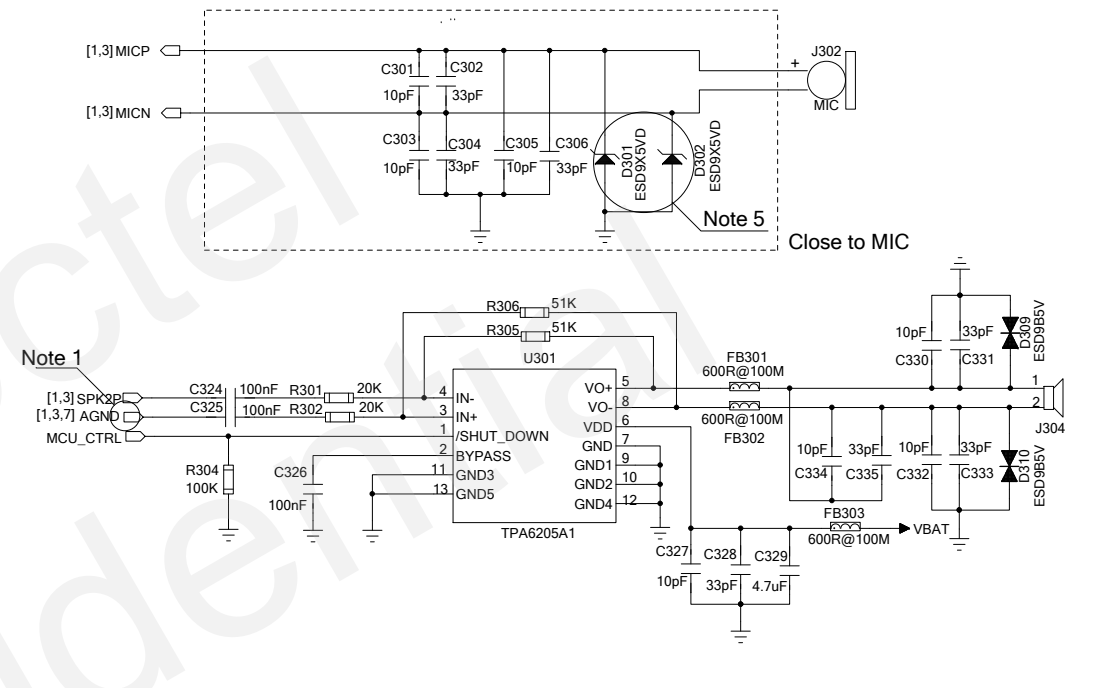 [1,3] MICP
[1,3] MICN
C301
10pF
C302
33pF
C303
10pF
C304
33pF
C305
10pF
C306
33pF
D301
ESD9X5VD
D302
ESD9X5VD
Note 5
J302
+
MIC
Close to MIC
Note 1
[1,3] SPK2P
[1,3,7] AGND
MCU_CTRL
C324
100nF
C325
100nF
R301
20K
R302
20K
R306
51K
R305
51K
R304
100K
C326
100nF
U301
4
IN-
3
IN+
1
/SHUT_DOWN
2
BYPASS
11
GND3
13
GND5
VO+
5
VO-
8
VDD
6
GND
7
GND1
9
GND2
10
GND4
12
TPA6205A1
FB301
600R@100M
600R@100M
FB302
10pF
C330
33pF
C331
D309
ESD9B5V
1
2
J304
10pF
C334
33pF
C335
10pF
C332
33pF
C333
D310
ESD9B5V
FB303
600R@100M
VBAT
C327
10pF
C328
33pF
C329
4.7uF
ctel
dential